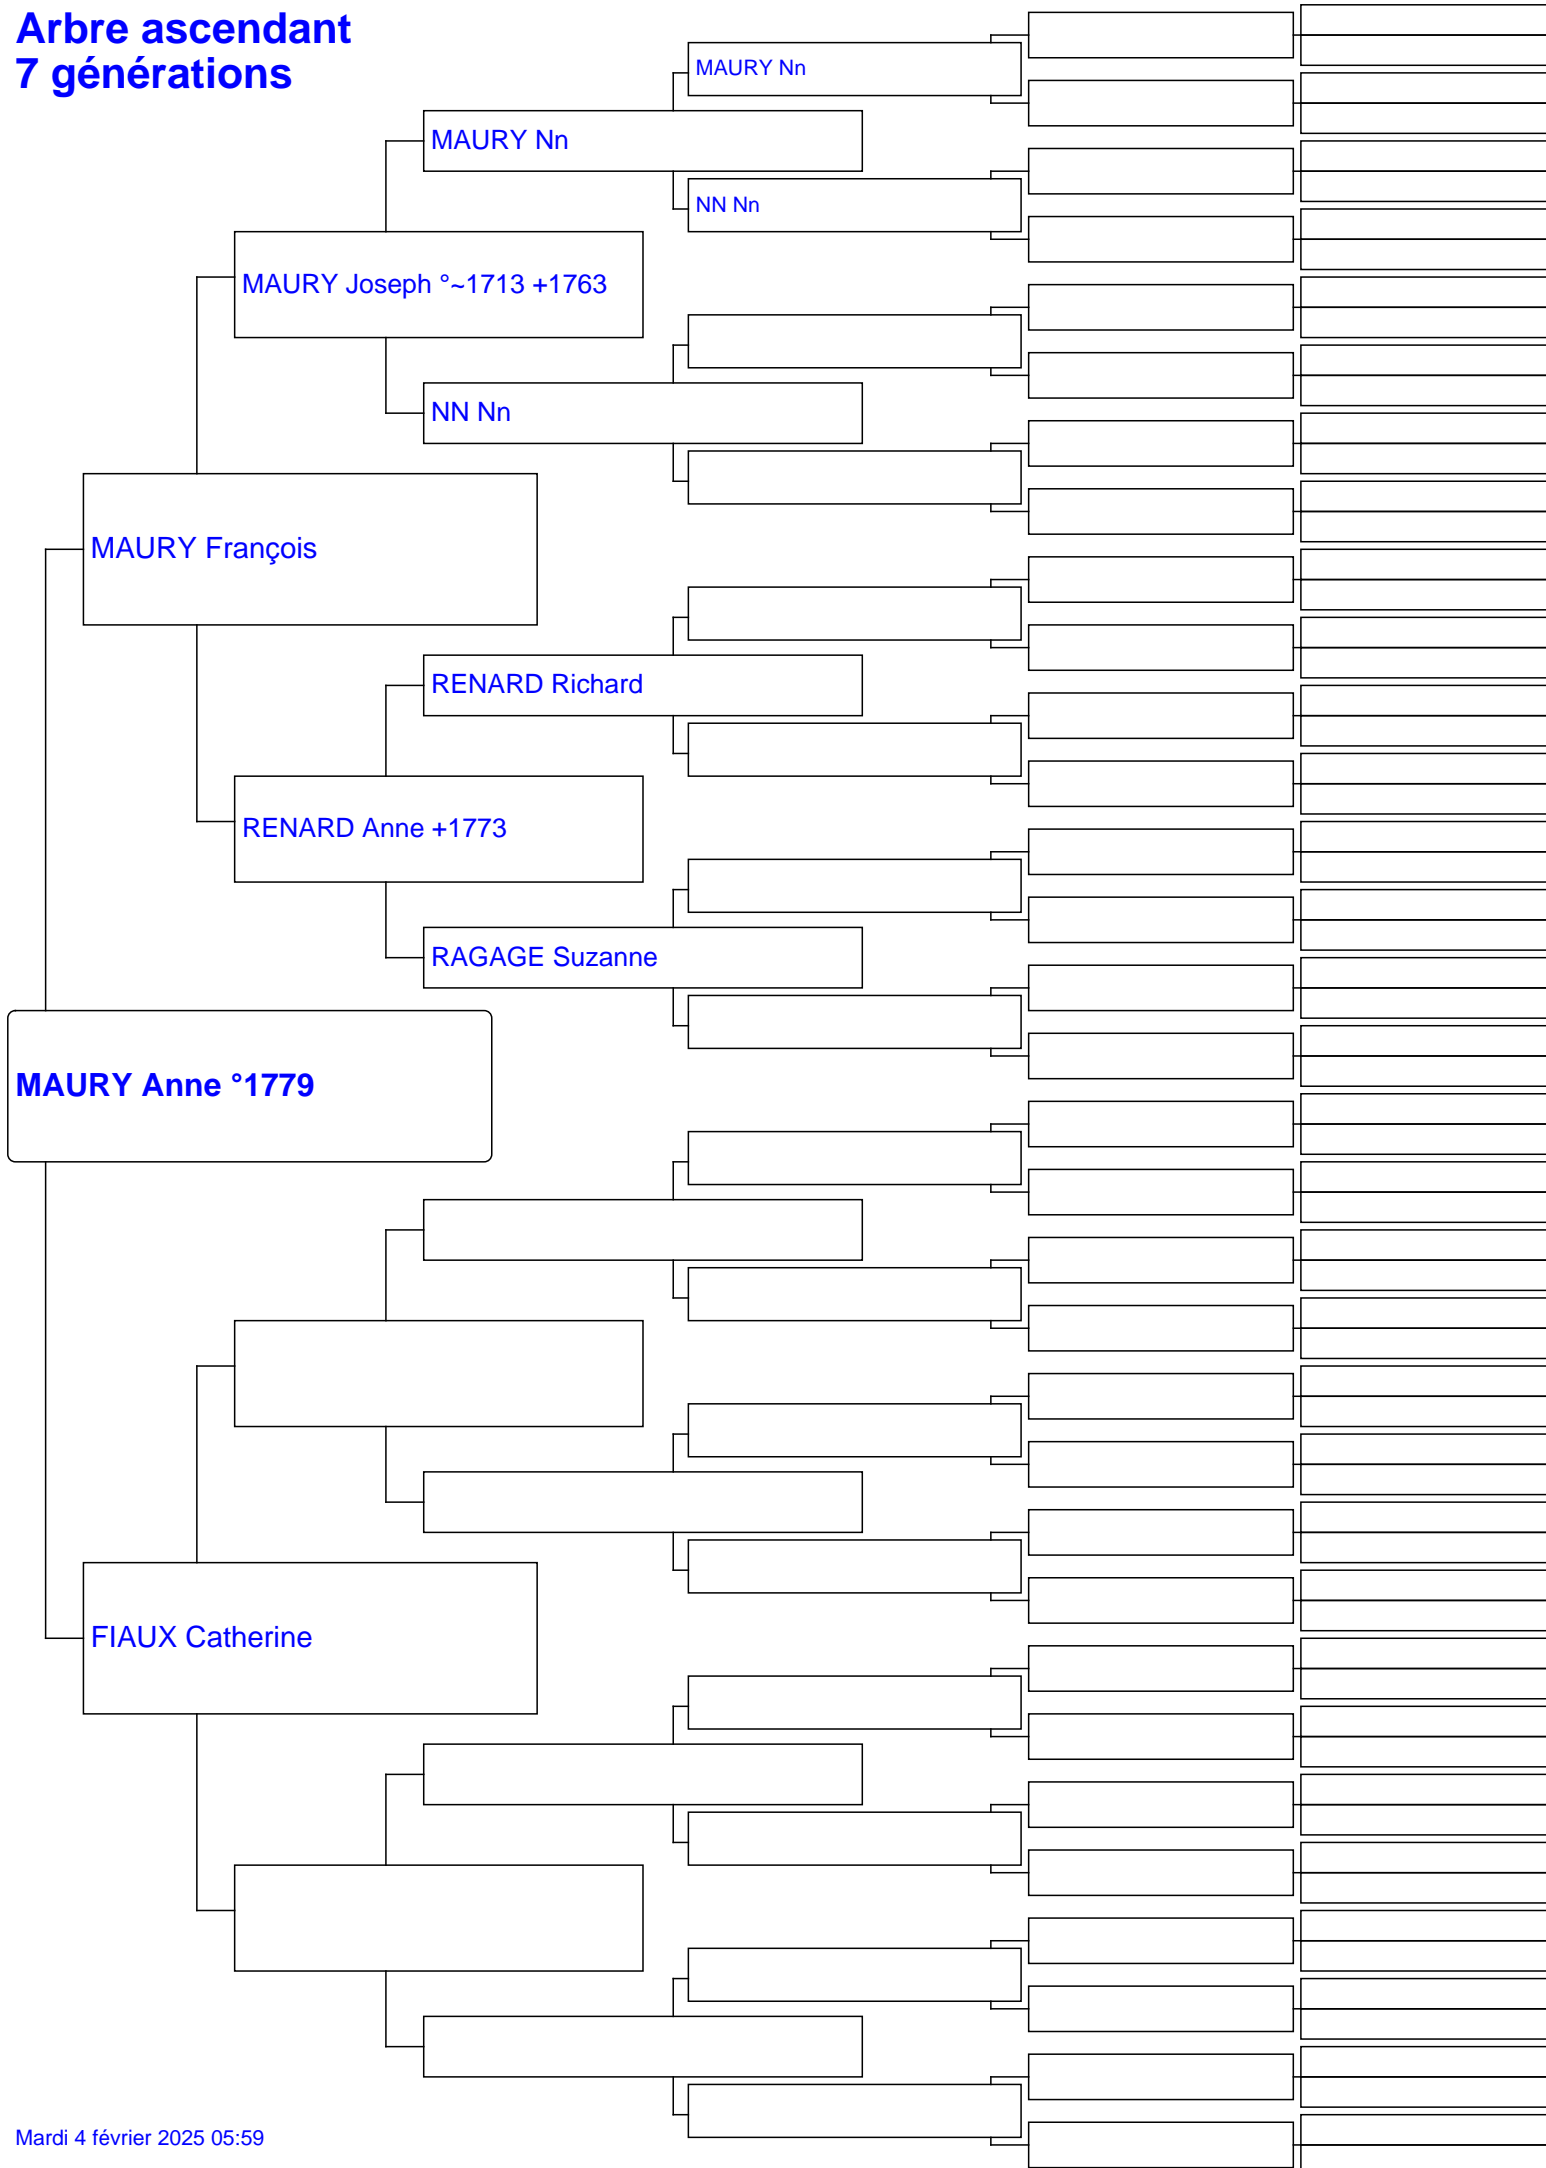 Arbre ascendant
7 générations
MAURY Nn
MAURY Nn
NN Nn
MAURY Joseph °~1713 +1763
NN Nn
MAURY François
RENARD Richard
RENARD Anne +1773
RAGAGE Suzanne
MAURY Anne °1779
FIAUX Catherine
Mardi 4 février 2025 05:59